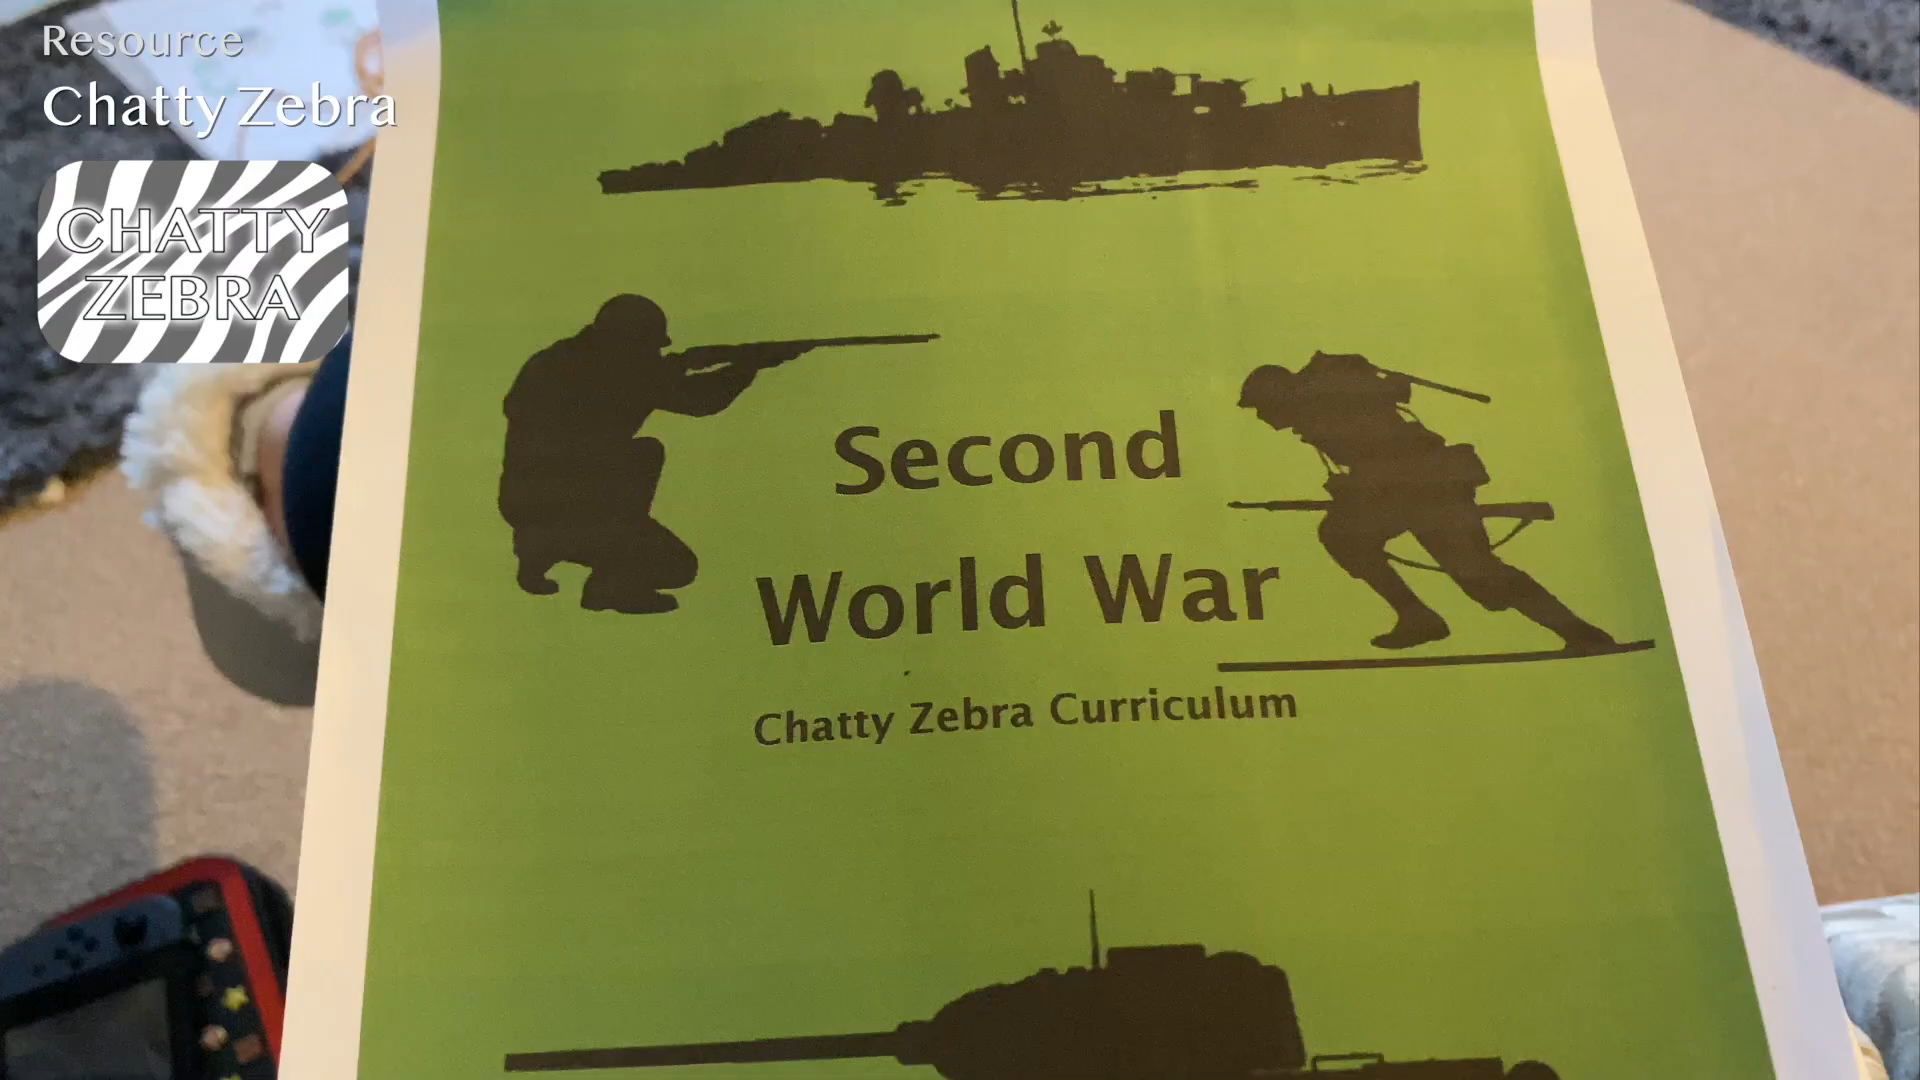 Resource
Chatty Zebra
CHATTY
ZEBRA
Second
World War
Chatty Zebra Curriculum